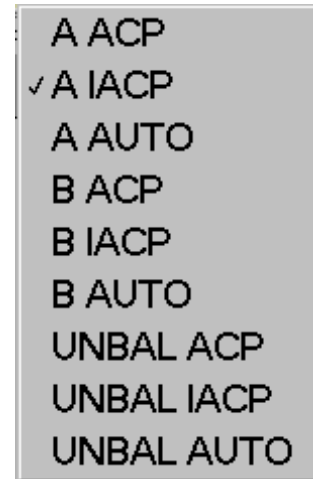 A ACP
✓ A IACP
A AUTO
B ACP
B IACP
B AUTO
UNBAL ACP
UNBAL IACP
UNBAL AUTO